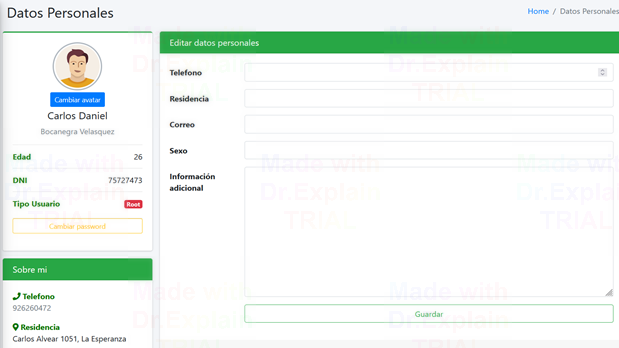 Datos Personales
Home / Datos Personales
Cambiar avatar
Carlos Daniel
Bocanegra Velasquez
Edad 26
DNI 75727473
Tipo Usuario Root
Cambiar password
Sobre mi
Telefono
926260472
Residencia
Carlos Alvear 1051, La Esperanza
Editar datos personales
Telefono
Residencia
Correo
Sexo
Información
adicional
Guardar
Made with
Dr.Explain
TRIAL
Made with
Dr.Explain
TRIAL
Made with
Dr.Explain
TRIAL
Made with
Dr.Explain
TRIAL
Made with
Dr.Explain
TRIAL
Made with
Dr.Explain
TRIAL
Made with
Dr.Explain
TRIAL